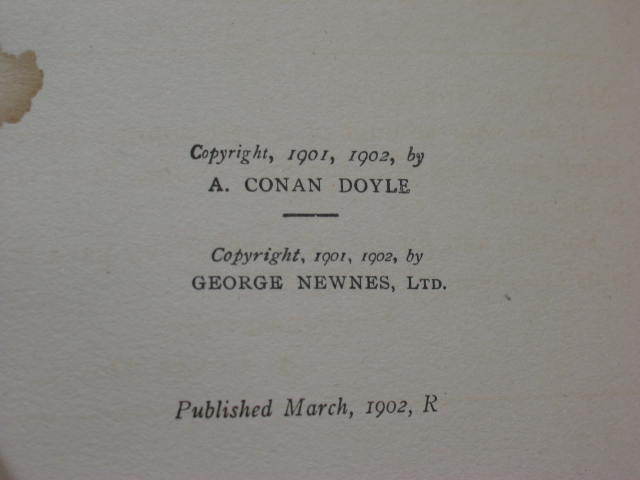 Copyright, 1901, 1902, by
A. CONAN DOYLE
Copyright, 1901, 1902, by
GEORGE NEWNES, LTD.
Published March, 1902, R